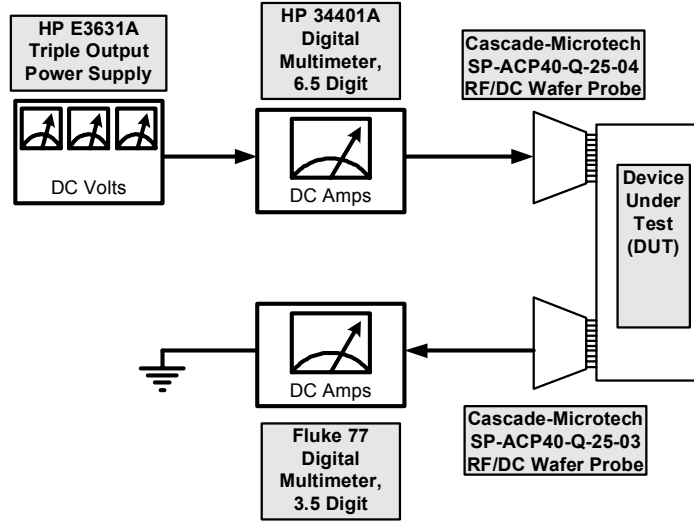 HP E3631A
Triple Output
Power Supply
DC Volts
HP 34401A
Digital
Multimeter,
6.5 Digit
DC Amps
Cascade-Microtech
SP-ACP40-Q-25-04
RF/DC Wafer Probe
Device
Under
Test
(DUT)
DC Amps
Fluke 77
Digital
Multimeter,
3.5 Digit
Cascade-Microtech
SP-ACP40-Q-25-03
RF/DC Wafer Probe